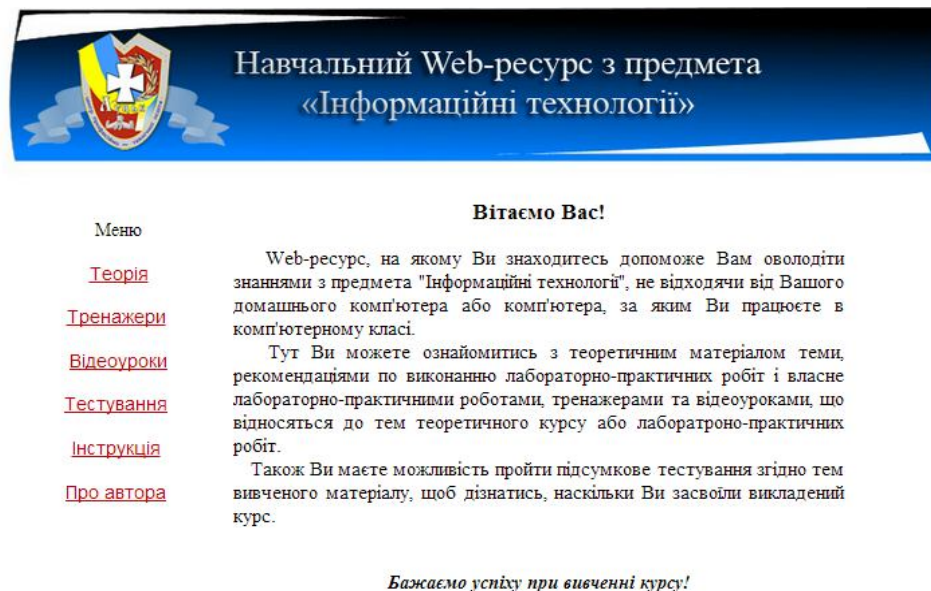 Навчальний Web-ресурс з предмета
«Інформаційні технології»
Меню
Теорія
Тренажери
Відеоуроки
Тестування
Інструкція
Про автора
Вітаємо Вас!
Web-ресурс, на якому Ви знаходитесь допоможе Вам оволодіти
знаннями з предмета "Інформаційні технології", не відходячи від Вашого
домашнього комп'ютера або комп'ютера, за яким Ви працюєте в
комп'ютерному класі.
Тут Ви можете ознайомитись з теоретичним матеріалом теми,
рекомендаціями по виконанню лабораторно-практичних робіт і власне
лабораторно-практичними роботами, тренажерами та відеоуроками, що
відносяться до тем теоретичного курсу або лаборатроно-практичних
робіт.
Також Ви маєте можливість пройти підсумкове тестування згідно тем
вивченого матеріалу, щоб дізнатись, наскільки Ви засвоїли викладений
курс.
Бажаємо успіху при вивченні курсу!